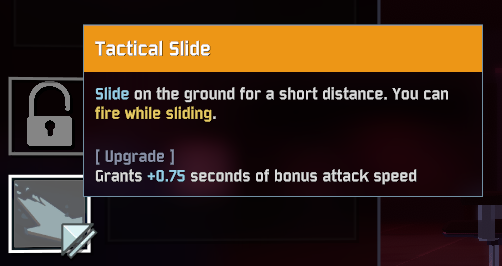 Tactical Slide
Slide on the ground for a short distance. You can
fire while sliding.
[ Upgrade ]
Grants +0.75 seconds of bonus attack speed